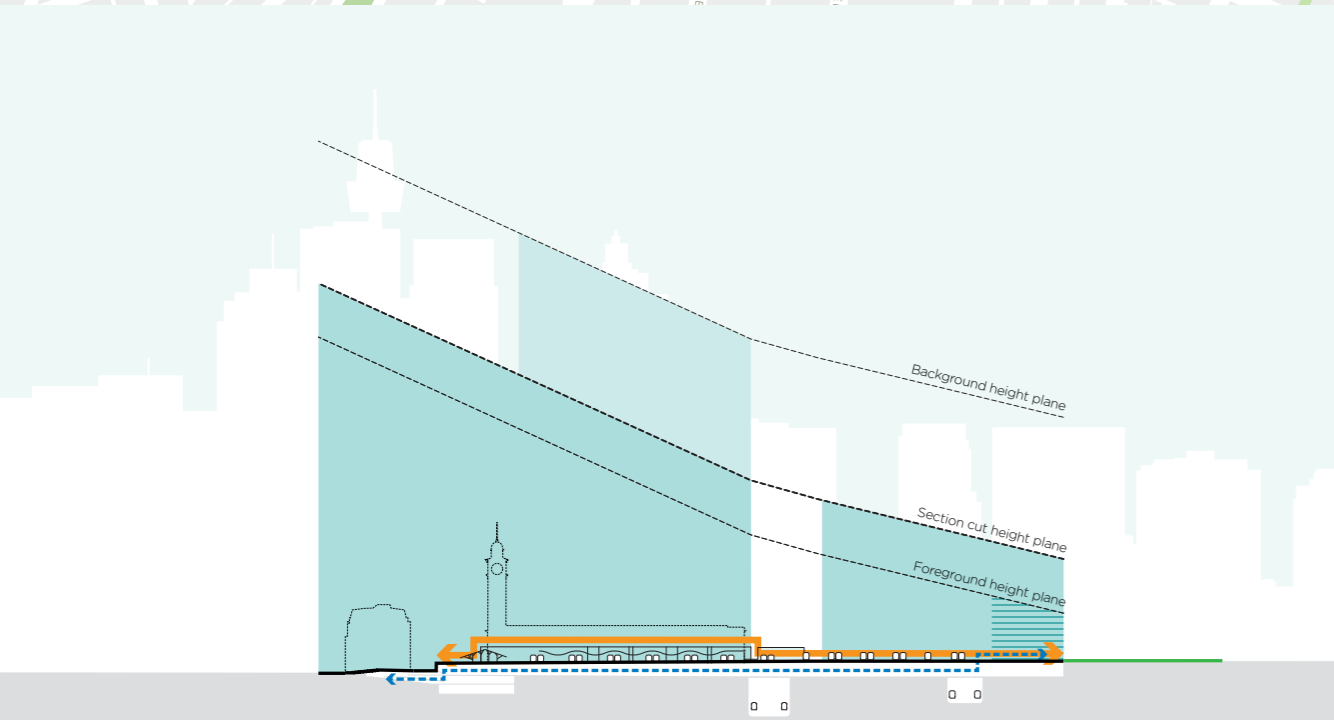 Background height plane
Section cut height plane
Foreground height plane